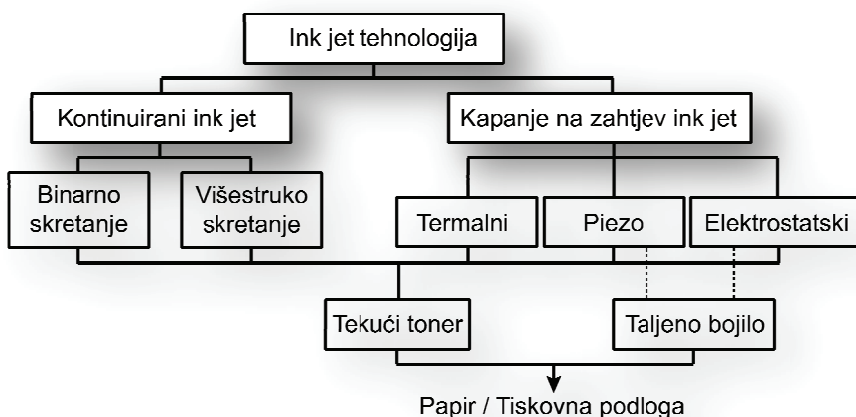 Ink jet tehnologija
Kontinuirani ink jet
Kapanje na zahtjev ink jet
Binarno
skretanje
Višestruko
skretanje
Termalni
Piezo
Elektrostatski
Tekući toner
Taljeno bojilo
Papir / Tiskovna podloga